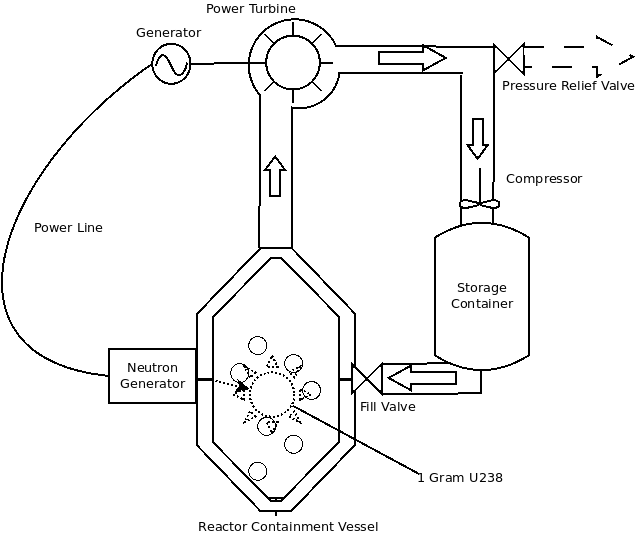 Power Turbine
Generator
Pressure Relief Valve
Compressor
Power Line
Storage
Container
Neutron
Generator
Fill Valve
1 Gram U238
Reactor Containment Vessel